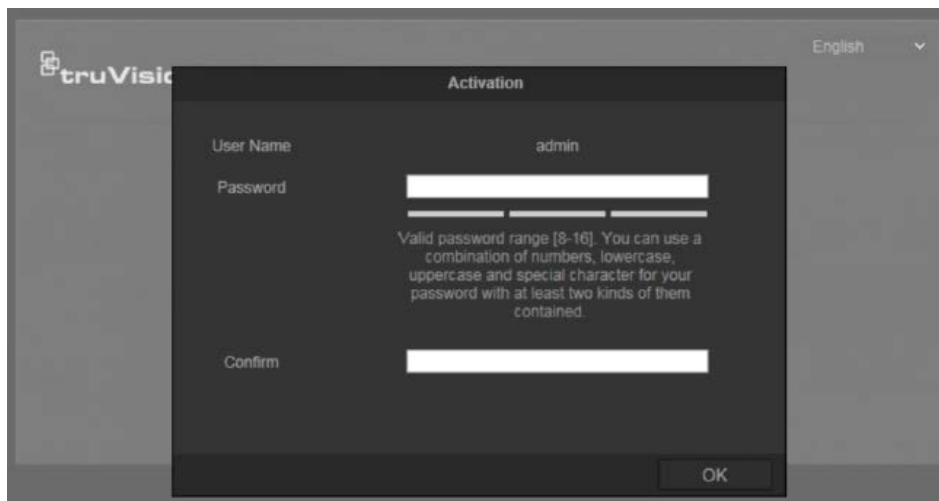 English
truVisio
Activation
User Name admin
Password
Valid password range [8-16]. You can use a
combination of numbers, lowercase,
uppercase and special character for your
password with at least two kinds of them
contained.
Confirm
OK